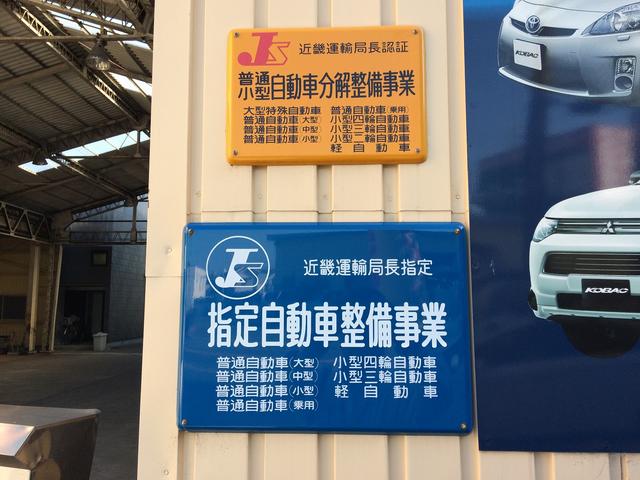 JS 近畿運輸局長認証
普通
小型 自動車分解整備事業
大型特殊自動車 普通自動車(乗用)
普通自動車(大型) 小型四輪自動車
普通自動車(中型) 小型三輪自動車
普通自動車(小型) 小型二輪自動車
軽自動車
JS 近畿運輸局長指定
指定自動車整備事業
普通自動車(大型) 小型四輪自動車
普通自動車(中型) 小型三輪自動車
普通自動車(小型) 軽自動車
普通自動車(乗用)
KOBAC
KOBAC